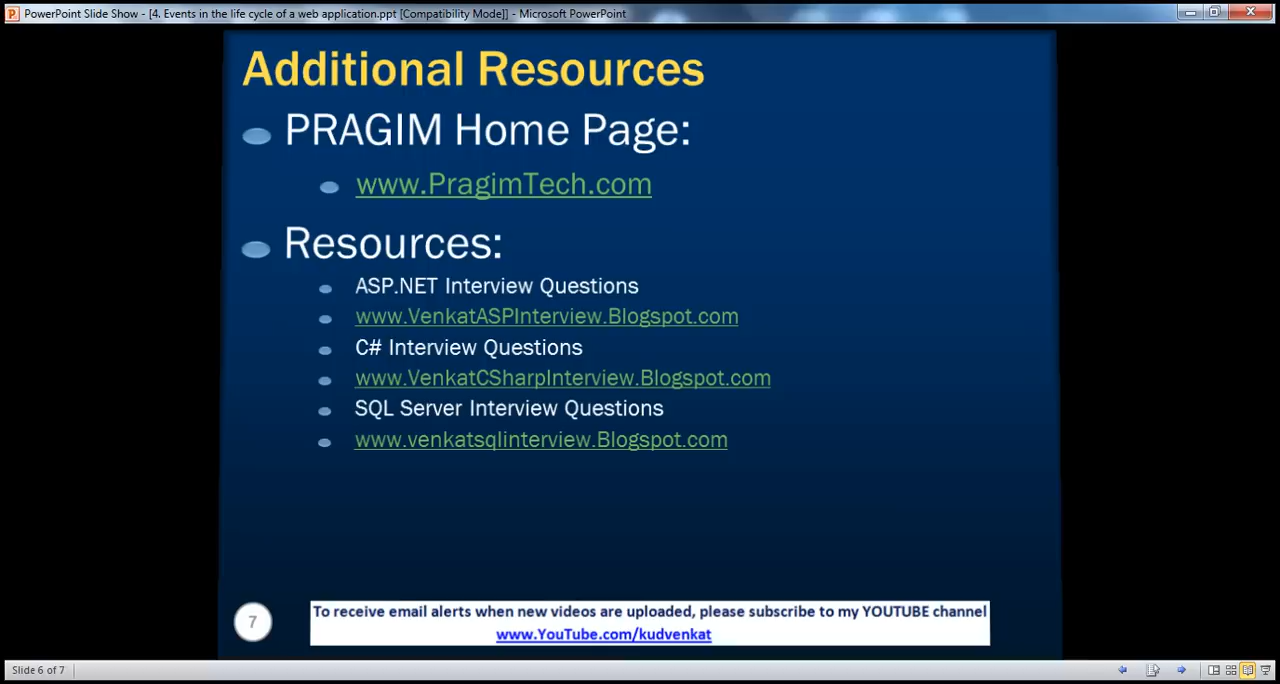 PowerPoint Slide Show - [4. Events in the life cycle of a web application.ppt [Compatibility Mode]] - Microsoft PowerPoint
Additional Resources
PRAGIM Home Page:
www.PragimTech.com
Resources:
ASP.NET Interview Questions
www.VenkatASPInterview.Blogspot.com
C# Interview Questions
www.VenkatCSharpInterview.Blogspot.com
SQL Server Interview Questions
www.venkatsqlinterview.Blogspot.com
7
To receive email alerts when new videos are uploaded, please subscribe to my YOUTUBE channel
www.YouTube.com/kudvenkat
Slide 6 of 7